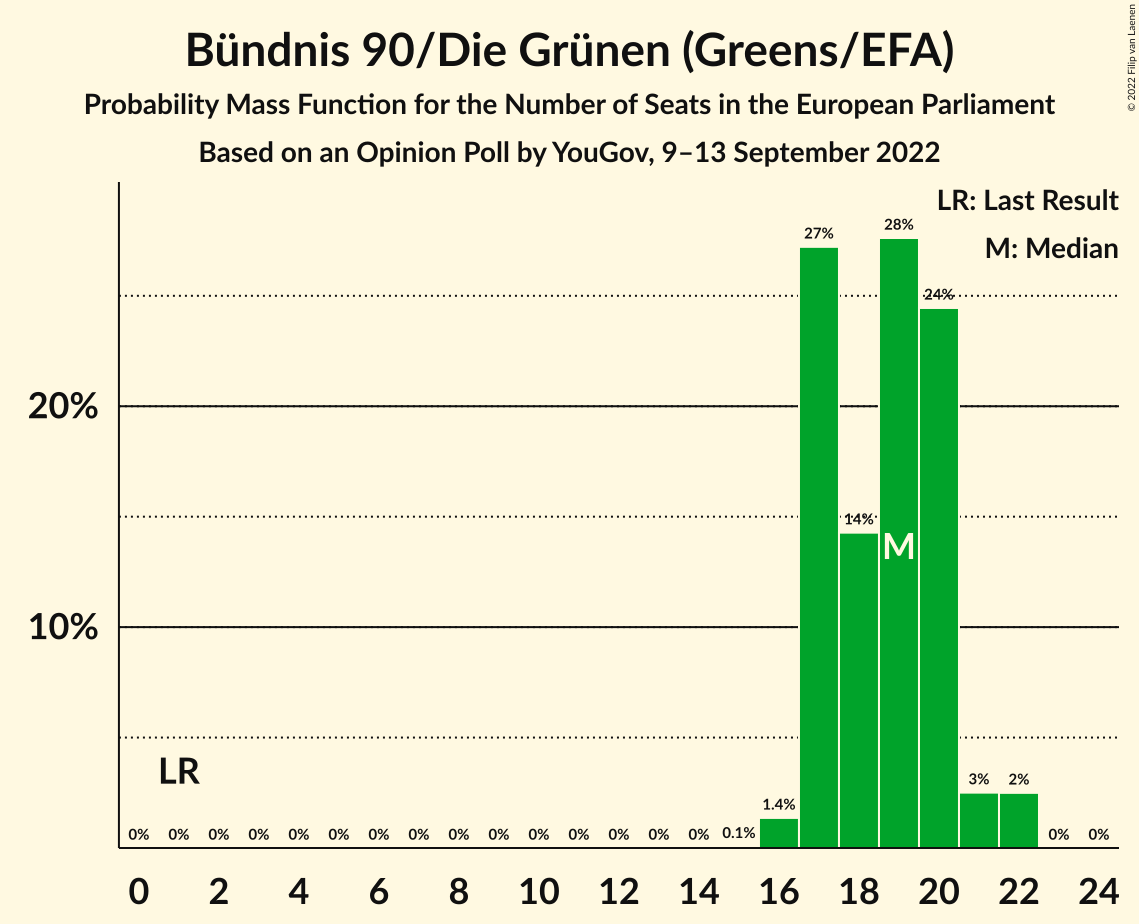 Bündnis 90/Die Grünen (Greens/EFA)
Probability Mass Function for the Number of Seats in the European Parliament
Based on an Opinion Poll by YouGov, 9–13 September 2022
© 2022 Filip van Laenen
LR: Last Result
M: Median
27%
28%
24%
20%
14%
M
10%
LR
3%
2%
1.4%
0% 0% 0% 0% 0% 0% 0% 0% 0% 0% 0% 0% 0% 0% 0% 0.1% 0% 0%
0 2 4 6 8 10 12 14 16 18 20 22 24